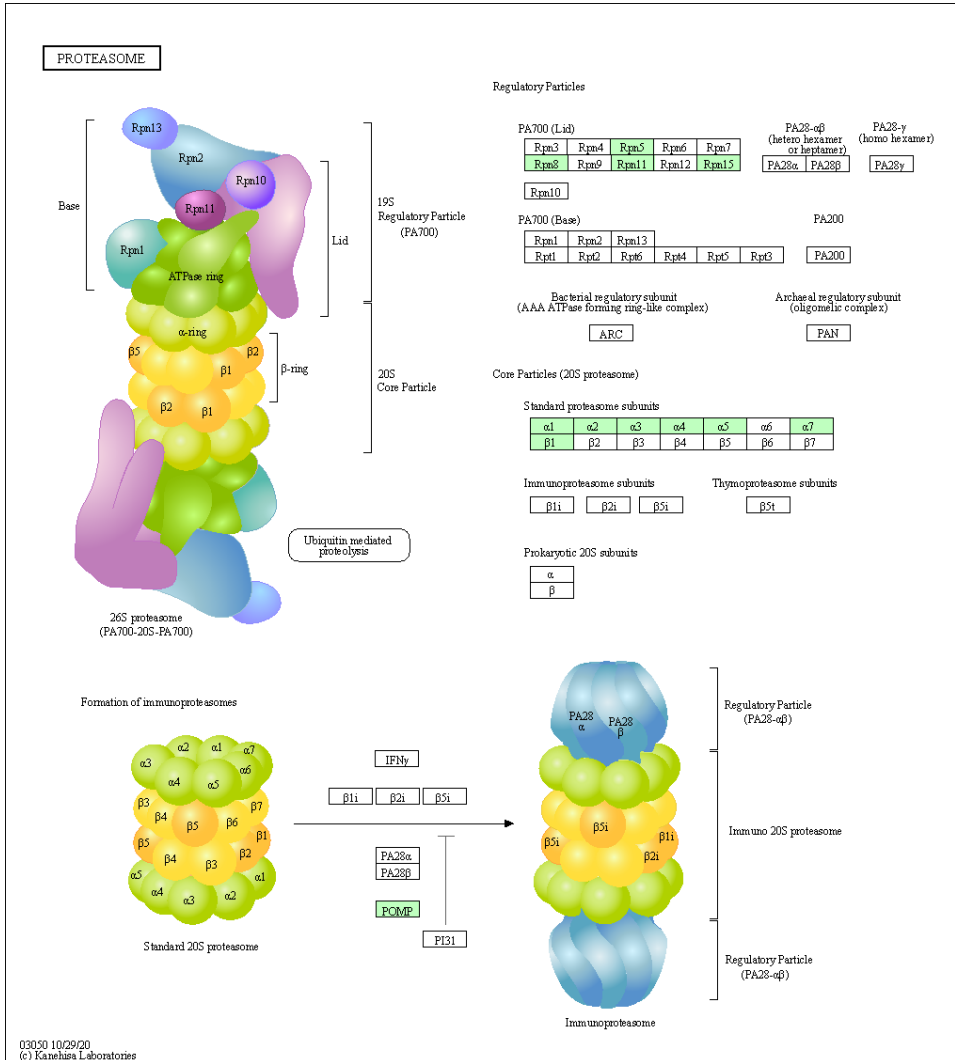 PROTEASOME
Rpn13
Rpn2
Rpn10
Rpn11
Rpn1
ATPase ring
Base
Lid
19S
Regulatory Particle
(PA700)
α-ring
β5
β2
β1
β-ring
β2
β1
20S
Core Particle
Ubiquitin mediated
proteolysis
26S proteasome
(PA700-20S-PA700)
Regulatory Particles
PA700 (Lid)
Rpn3 Rpn4 Rpn5 Rpn6 Rpn7
Rpn8 Rpn9 Rpn11 Rpn12 Rpn15
Rpn10
PA28-αβ
(hetero hexamer
or heptamer)
PA28α PA28β
PA28-γ
(homo hexamer)
PA28γ
PA700 (Base)
Rpn1 Rpn2 Rpn13
Rpt1 Rpt2 Rpt6 Rpt4 Rpt5 Rpt3
PA200
PA200
Bacterial regulatory subunit
(AAA ATPase forming ring-like complex)
ARC
Archaeal regulatory subunit
(oligomelic complex)
PAN
Core Particles (20S proteasome)
Standard proteasome subunits
α1 α2 α3 α4 α5 α6 α7
β1 β2 β3 β4 β5 β6 β7
Immunoproteasome subunits
β1i β2i β5i
Thymoproteasome subunits
β5t
Prokaryotic 20S subunits
α
β
Formation of immunoproteasomes
α2 α1 α7
α3 α6
α4 α5
β3 β7
β4 β6
β5
β1
β5 β2
β4 β3
α5 α1
α4 α2
α3
Standard 20S proteasome
IFNγ
β1i β2i β5i
PA28α
PA28β
POMP
PI31
PA28
α
PA28
β
β5i
β5i
β1i
β2i
Immunoproteasome
Regulatory Particle
(PA28-αβ)
Immuno 20S proteasome
Regulatory Particle
(PA28-αβ)
03050 10/29/20
(c) Kanehisa Laboratories